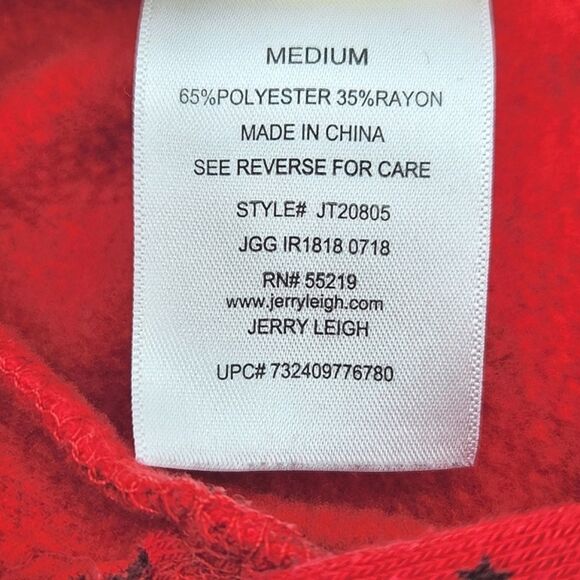 MEDIUM
65%POLYESTER 35%RAYON
MADE IN CHINA
SEE REVERSE FOR CARE
STYLE# JT20805
JGG IR1818 0718
RN# 55219
www.jerryleigh.com
JERRY LEIGH
UPC# 732409776780